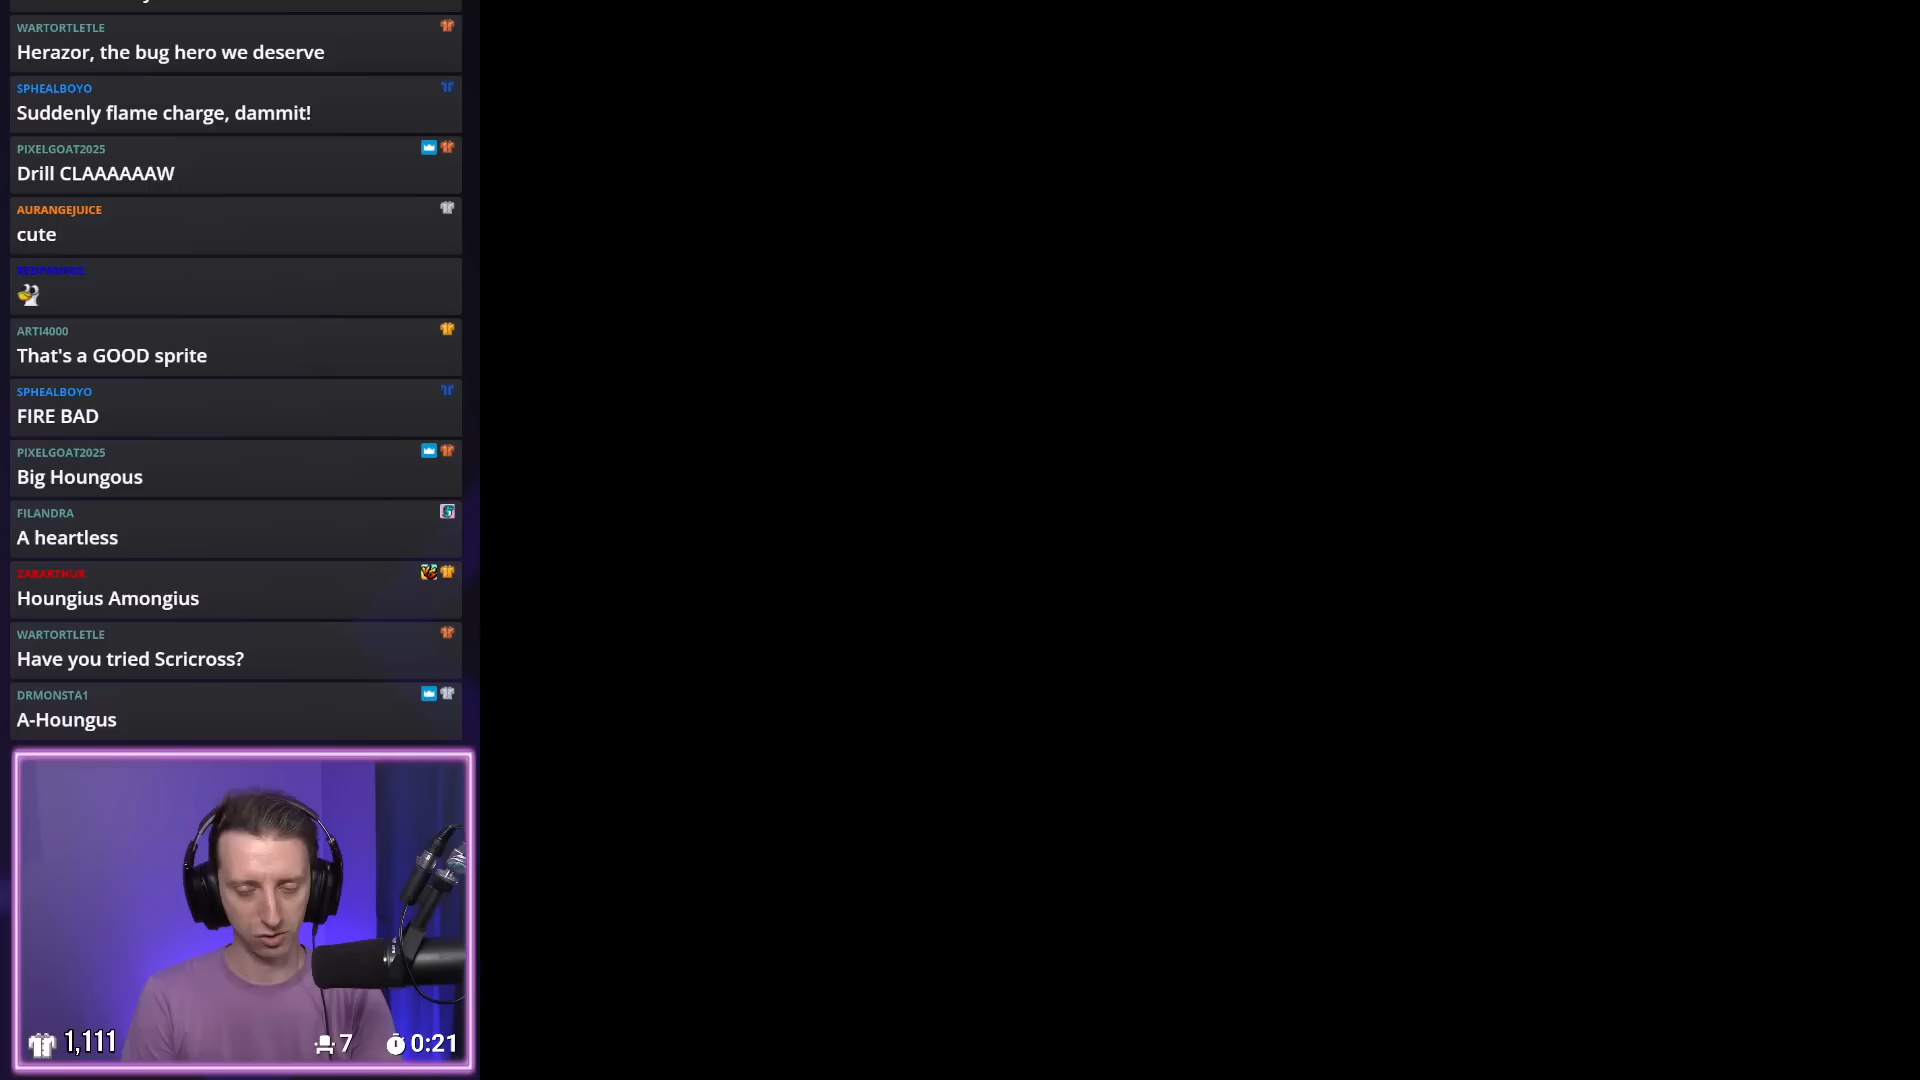 WARTORTLETLE
Herazor, the bug hero we deserve
SPHEALBOYO
Suddenly flame charge, dammit!
PIXELGOAT2025
Drill CLAAAAAAW
AURANGEJUICE
cute
ARTI4000
That's a GOOD sprite
SPHEALBOYO
FIRE BAD
PIXELGOAT2025
Big Houngous
FILANDRA
A heartless
ZARARTHUR
Houngius Amongius
WARTORTLETLE
Have you tried Scricross?
DRMONSTA1
A-Houngus
1,111
7
0:21